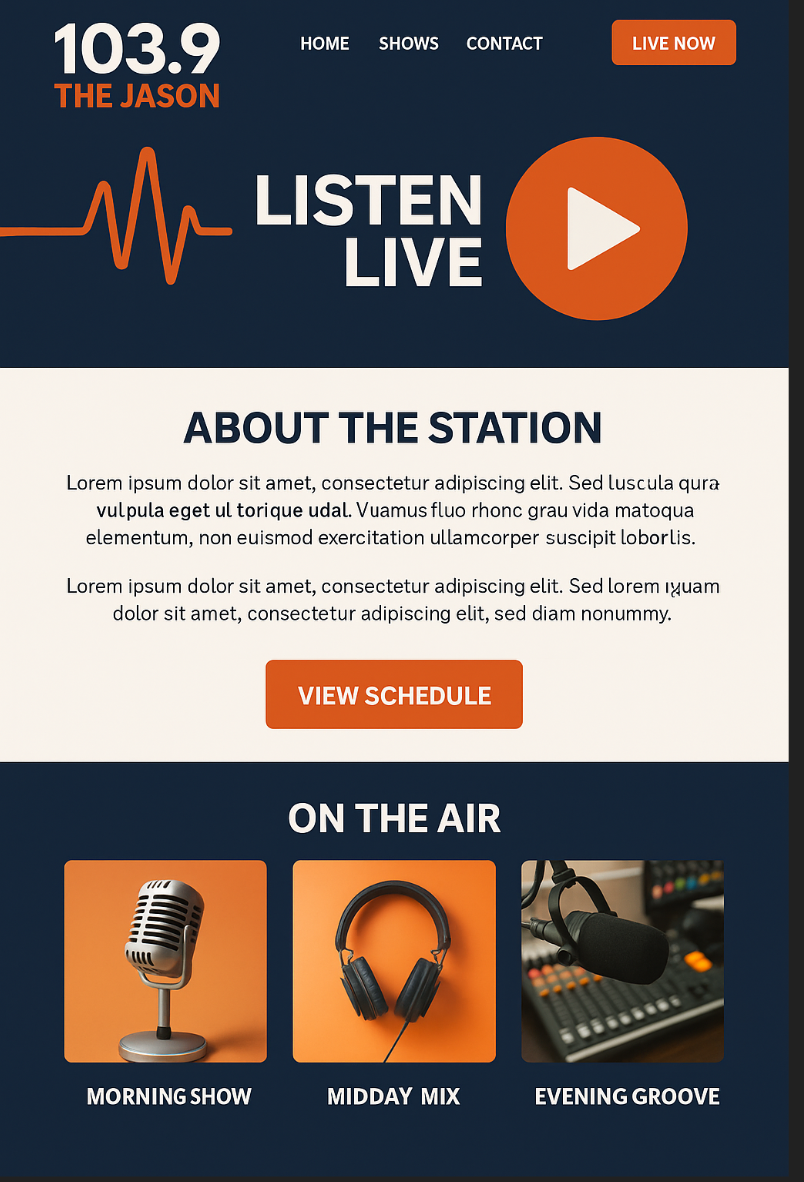 103.9
THE JASON
HOME SHOWS CONTACT LIVE NOW
LISTEN
LIVE
ABOUT THE STATION
Lorem ipsum dolor sit amet, consectetur adipiscing elit. Sed luscula qura
vulpula eget ul torique udal. Vuamus fluo rhonc grau vida matoqua
elementum, non euismod exercitation ullamcorper suscipit loborlis.
Lorem ipsum dolor sit amet, consectetur adipiscing elit. Sed lorem
dolor sit amet, consectetur adipiscing elit, sed diam nonummy.
VIEW SCHEDULE
ON THE AIR
MORNING SHOW MIDDAY MIX EVENING GROOVE